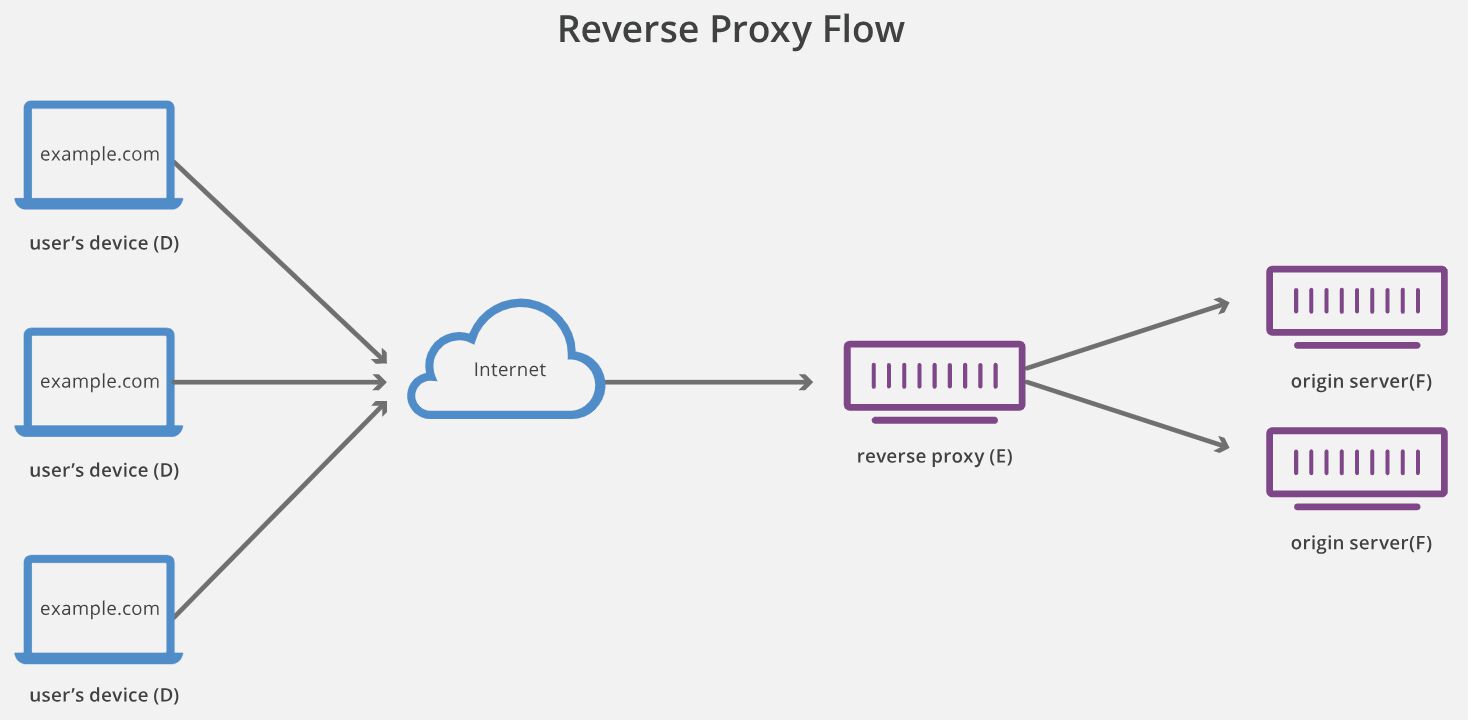 Reverse Proxy Flow
example.com
user’s device (D)
example.com
user’s device (D)
example.com
user’s device (D)
Internet
reverse proxy (E)
origin server(F)
origin server(F)